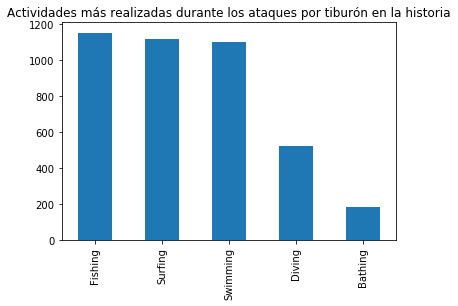 Actividades más realizadas durante los ataques por tiburón en la historia
1200
1000
800
600
400
200
0
Fishing
Surfing
Swimming
Diving
Bathing